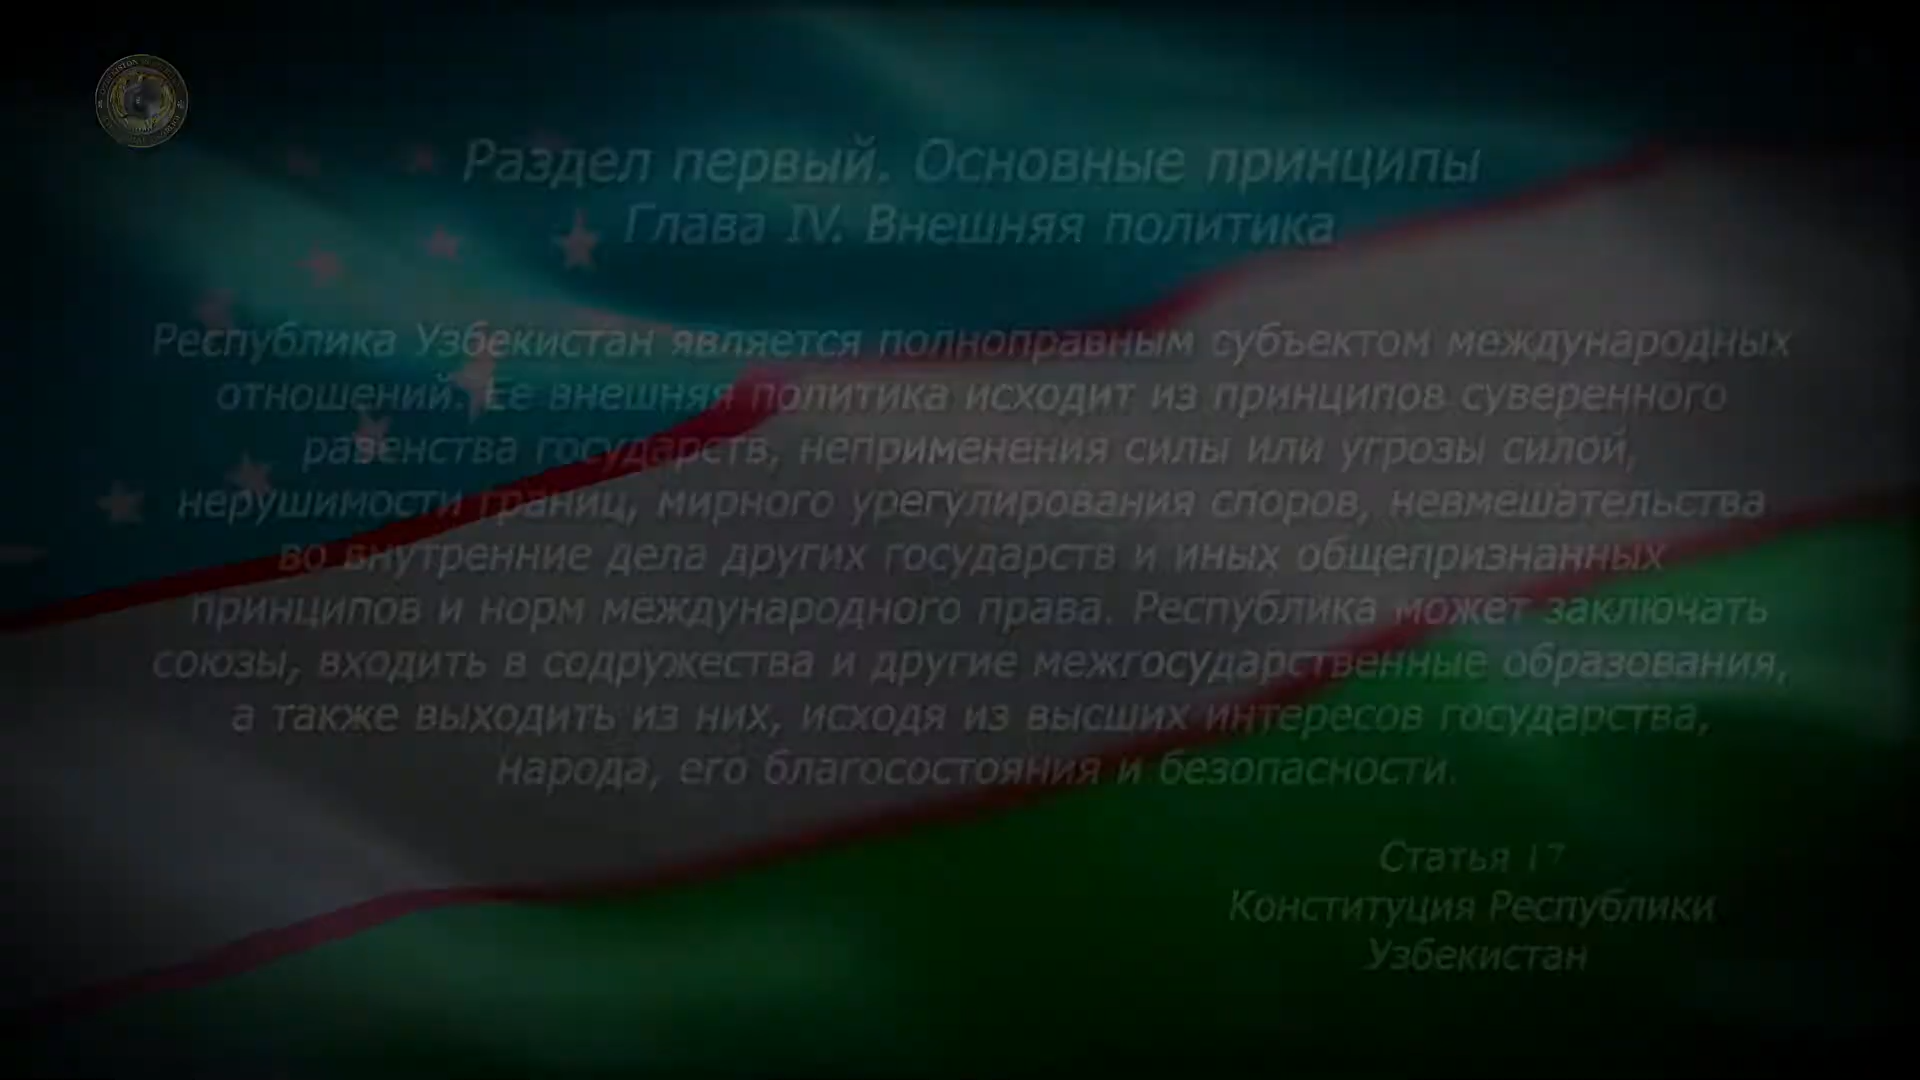 Раздел первый. Основные принципы
Глава IV. Внешняя политика
Республика Узбекистан является полноправным субъектом международных
отношений. Ее внешняя политика исходит из принципов суверенного
равенства государств, неприменения силы или угрозы силой,
нерушимости границ, мирного урегулирования споров, невмешательства
во внутренние дела других государств и иных общепризнанных
принципов и норм международного права. Республика может заключать
союзы, входить в содружества и другие межгосударственные образования,
а также выходить из них, исходя из высших интересов государства,
народа, его благосостояния и безопасности.
Статья 17
Конституция Республики
Узбекистан